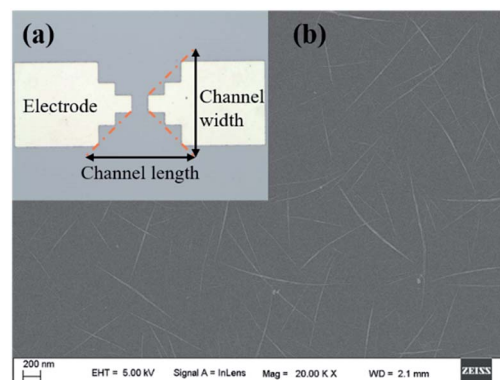 (a)
(b)
Electrode
Channel
width
Channel length
200 nm
EHT = 5.00 kV Signal A = InLens Mag = 20.00 K X WD = 2.1 mm
ZEISS